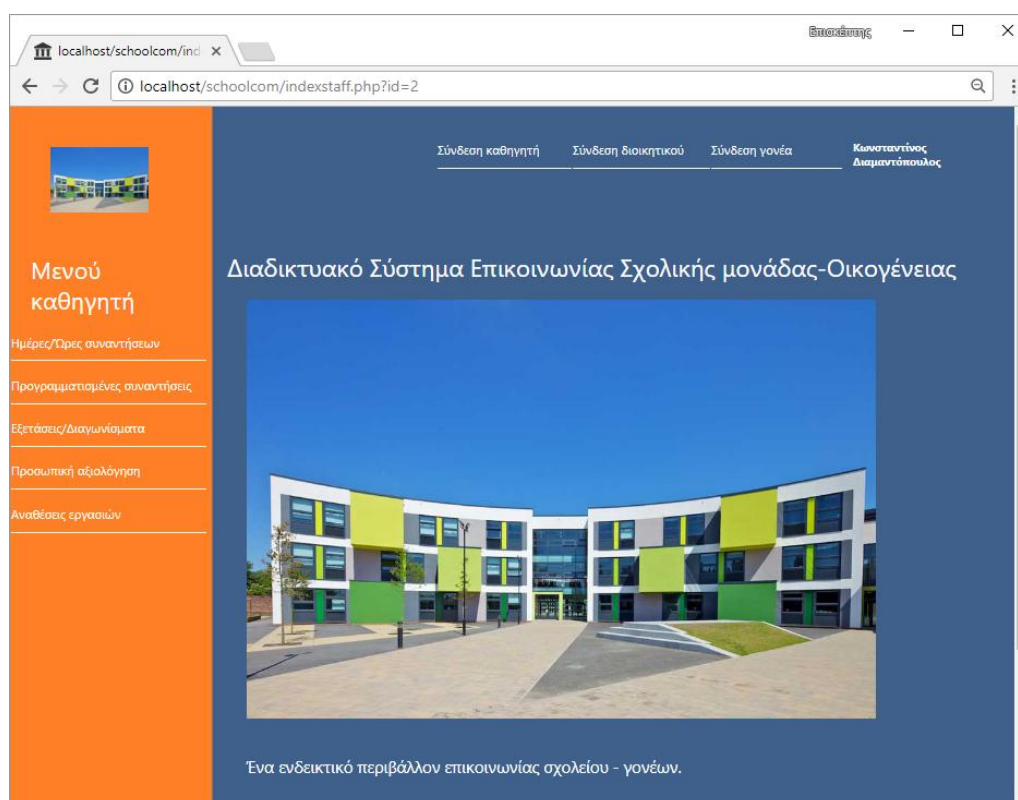 Επισκέπτης
localhost/schoolcom/ind
localhost/schoolcom/indexstaff.php?id=2
Σύνδεση καθηγητή Σύνδεση διοικητικού Σύνδεση γονέα Κωνσταντίνος
Διαμαντόπουλος
Μενού
καθηγητή
Ημέρες/Ώρες συναντήσεων
Προγραμματισμένες συναντήσεις
Εξετάσεις/Διαγωνίσματα
Προσωπική αξιολόγηση
Αναθέσεις εργασιών
Διαδικτυακό Σύστημα Επικοινωνίας Σχολικής μονάδας-Οικογένειας
Ένα ενδεικτικό περιβάλλον επικοινωνίας σχολείου - γονέων.